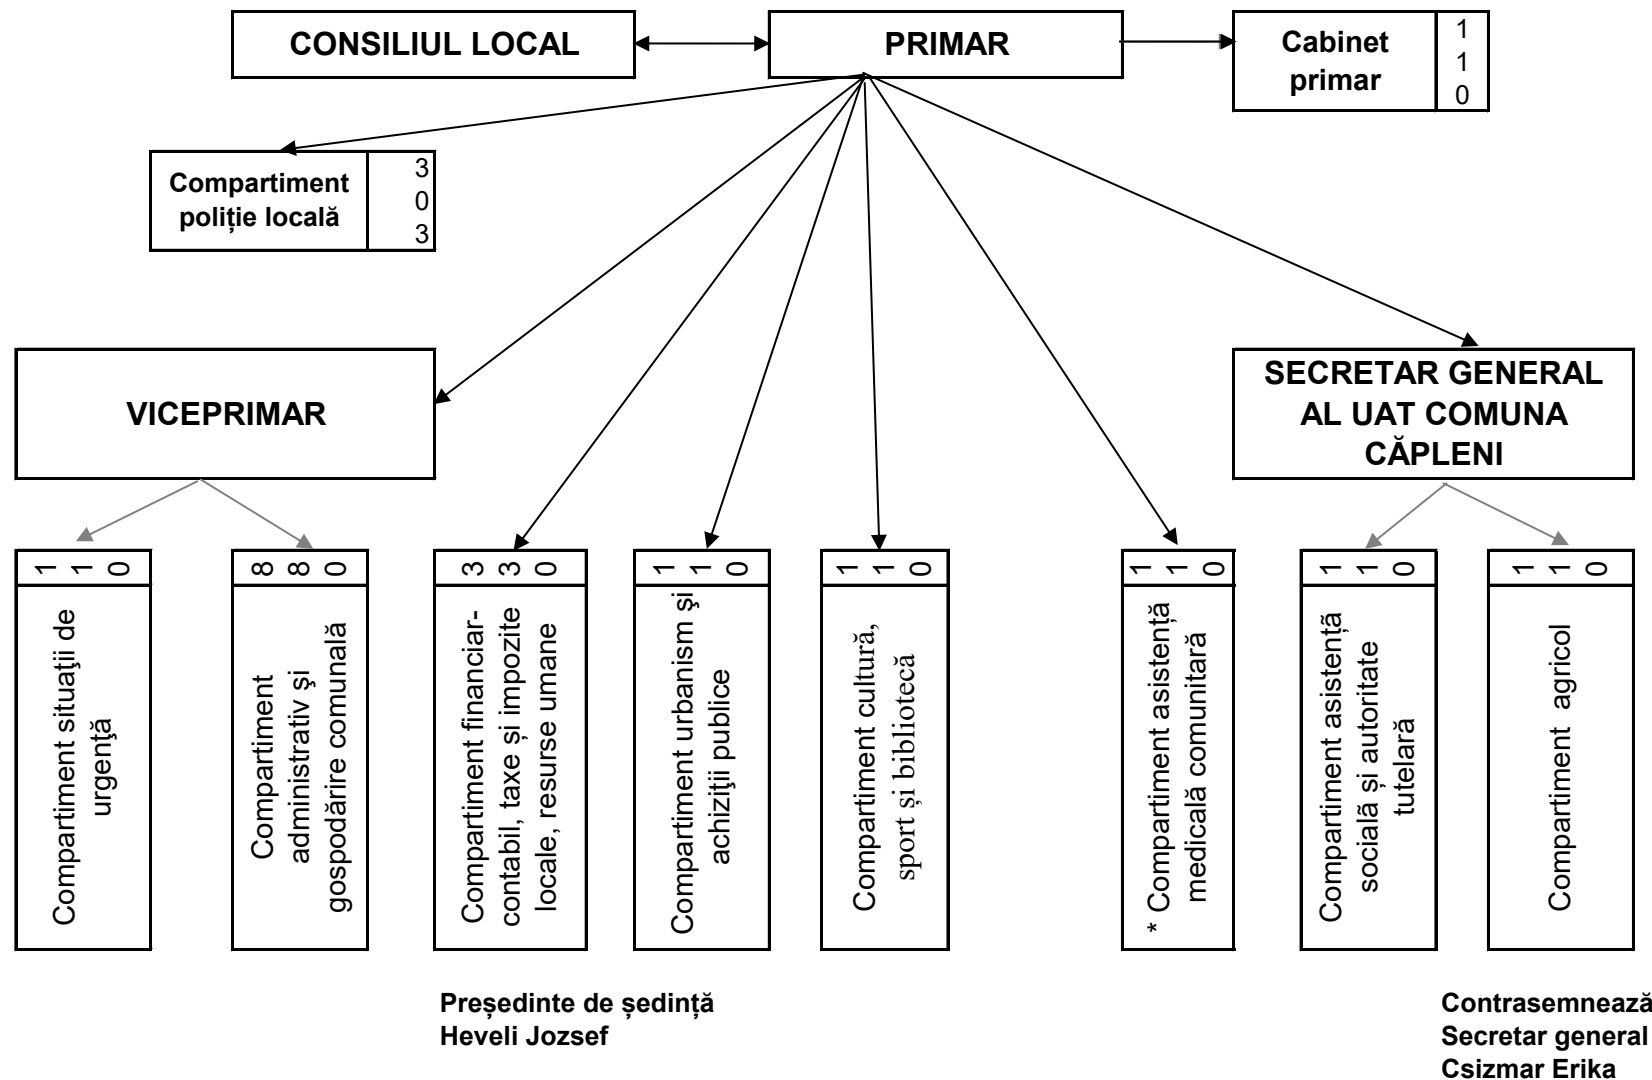 CONSILIUL LOCAL
PRIMAR
Cabinet
primar
1
1
0
Compartiment
poliție locală
3
0
3
VICEPRIMAR
SECRETAR GENERAL
AL UAT COMUNA
CĂPLENI
1
1
0
Compartiment situaţii de
urgenţă
8
8
0
Compartiment
administrativ şi
gospodărire comunală
3
3
0
Compartiment financiar-
contabil, taxe și impozite
locale, resurse umane
1
1
0
Compartiment urbanism şi
achiziţii publice
1
1
0
Compartiment cultură,
sport și bibliotecă
1
1
0
* Compartiment asistență
medicală comunitară
1
1
0
Compartiment asistență
socială și autoritate
tutelară
1
1
0
Compartiment agricol
Președinte de ședință
Heveli Jozsef
Contrasemnează
Secretar general
Csizmar Erika